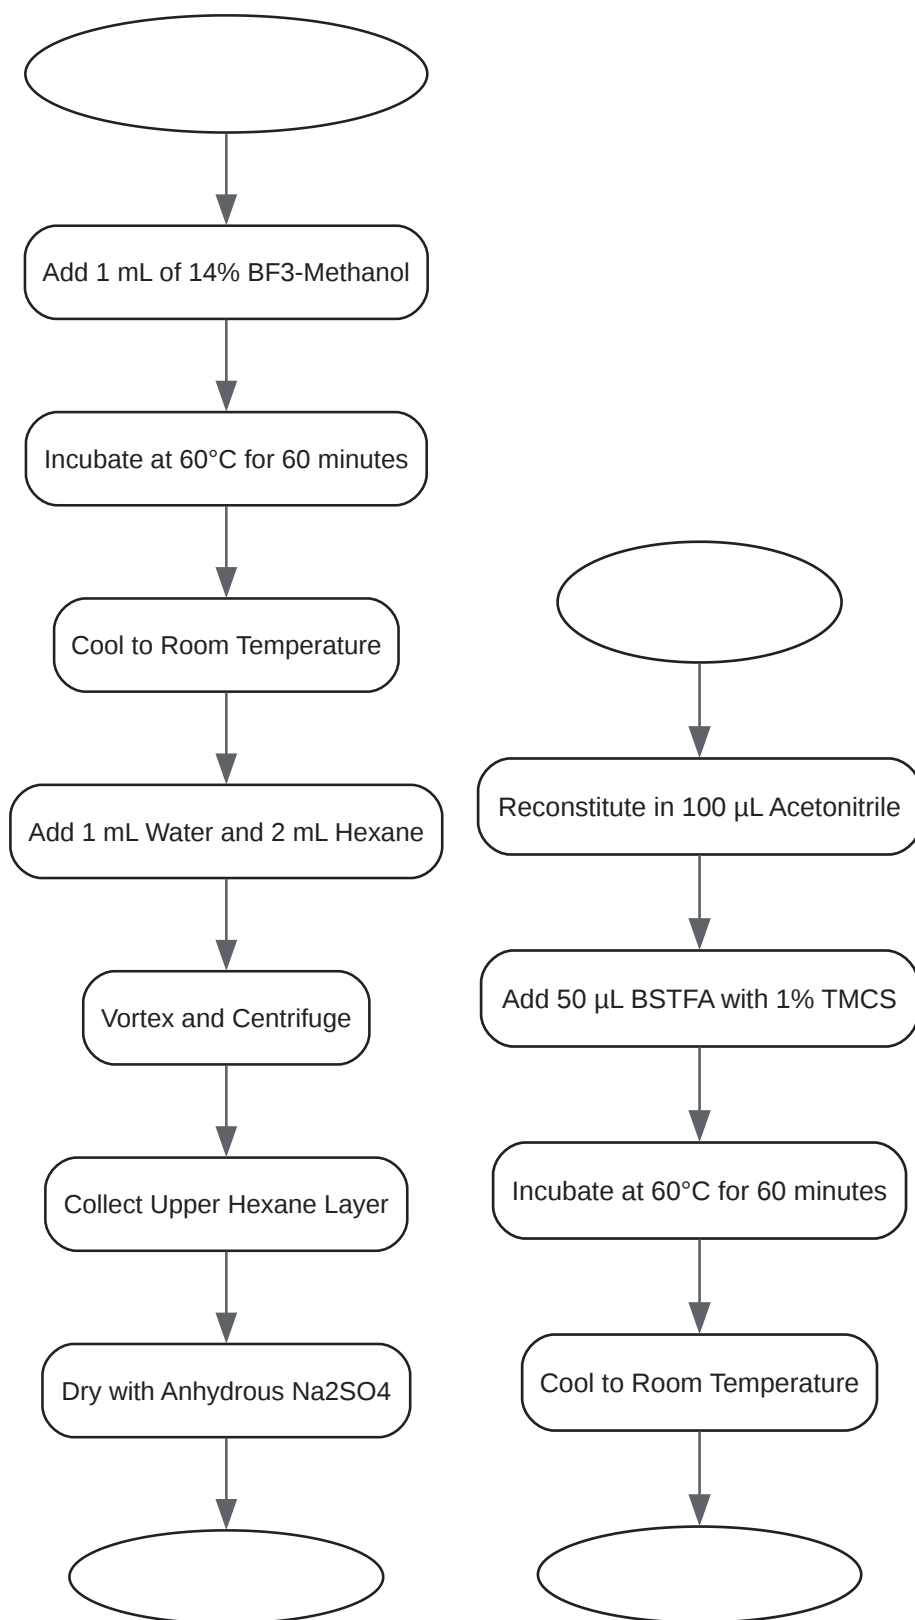 Add 1 mL of 14% BF3-Methanol
Incubate at 60°C for 60 minutes
Cool to Room Temperature
Add 1 mL Water and 2 mL Hexane
Vortex and Centrifuge
Collect Upper Hexane Layer
Dry with Anhydrous Na2SO4
Reconstitute in 100 µL Acetonitrile
Add 50 µL BSTFA with 1% TMCS
Incubate at 60°C for 60 minutes
Cool to Room Temperature